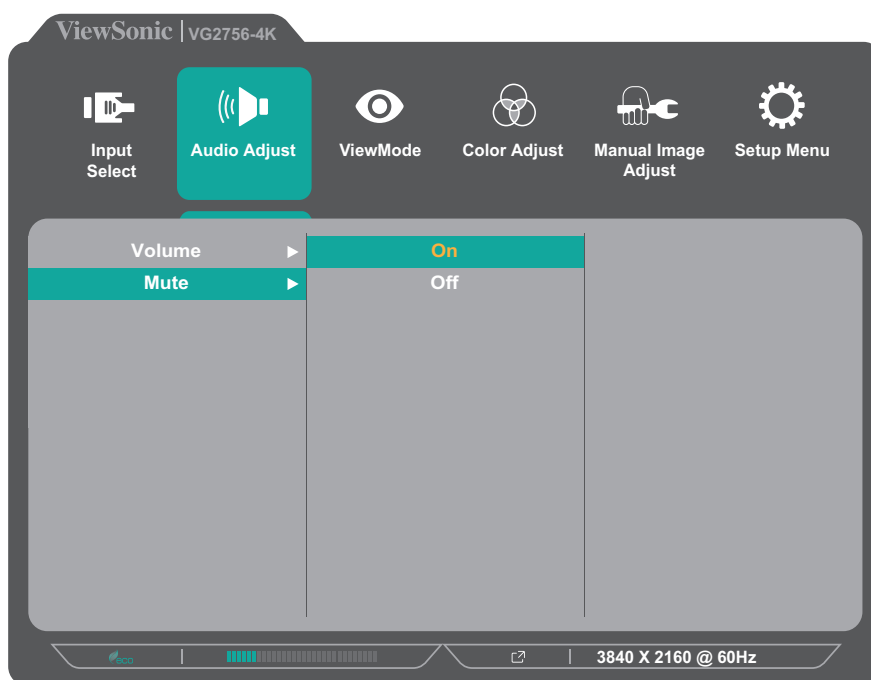 ViewSonic | VG2756-4K
Input
Select
Audio Adjust
ViewMode
Color Adjust
Manual Image
Adjust
Setup Menu
Volume
On
Mute
Off
eco
3840 X 2160 @ 60Hz